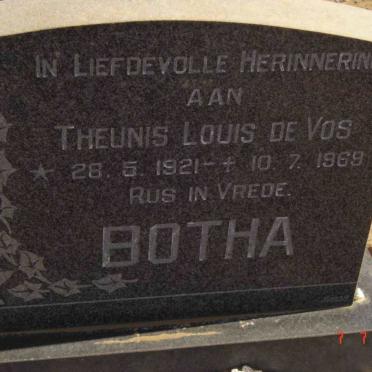 IN LIEFDEVOLLE HERINNERING
AAN
THEUNIS LOUIS DE VOS
* 28. 5. 1921 - + 10. 7. 1969
RUS IN VREDE.
BOTHA